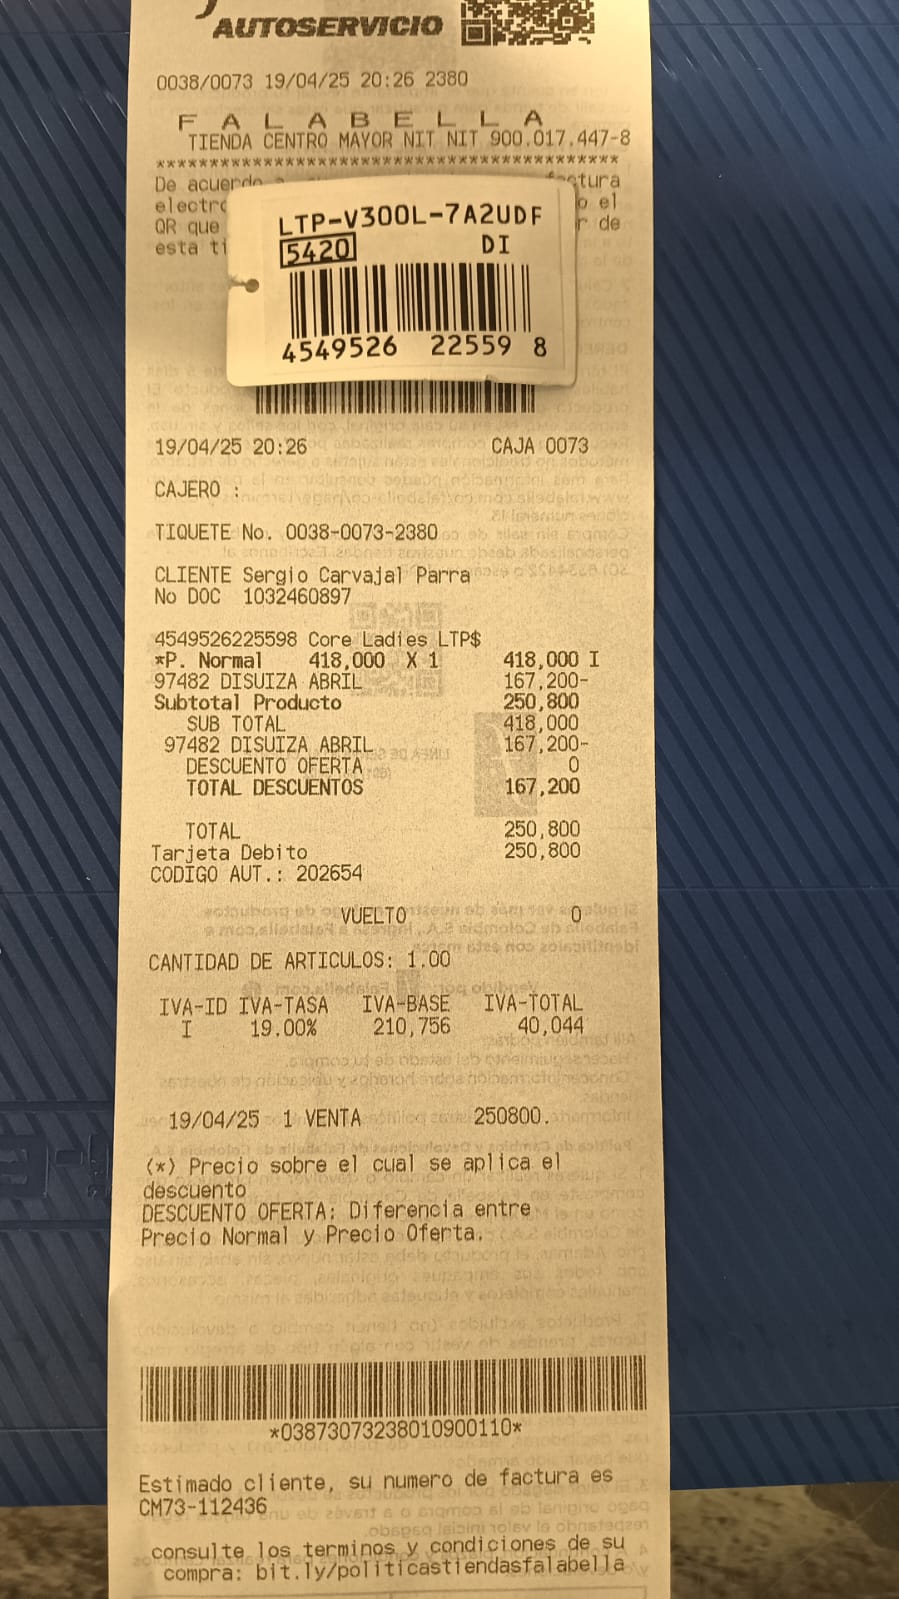 AUTOSERVICIO
0038/0073 19/04/25 20:26 2380
F A L A B E L L A
TIENDA CENTRO MAYOR NIT NIT 900.017.447-8
*******************************************
De acuerdo
electro o el
QR que r de
esta ti
LTP-V300L-7A2UDF
5420 DI
4549526 22559 8
19/04/25 20:26 CAJA 0073
CAJERO :
TIQUETE No. 0038-0073-2380
CLIENTE Sergio Carvajal Parra
No DOC 1032460897
4549526225598 Core Ladies LTP$
*P. Normal 418,000 X 1 418,000 I
97482 DISUIZA ABRIL 167,200-
Subtotal Producto 250,800
SUB TOTAL 418,000
97482 DISUIZA ABRIL 167,200-
DESCUENTO OFERTA 0
TOTAL DESCUENTOS 167,200
TOTAL 250,800
Tarjeta Debito 250,800
CODIGO AUT.: 202654
VUELTO 0
CANTIDAD DE ARTICULOS: 1.00
IVA-ID IVA-TASA IVA-BASE IVA-TOTAL
I 19.00% 210,756 40,044
19/04/25 1 VENTA 250800.
(*) Precio sobre el cual se aplica el
descuento
DESCUENTO OFERTA: Diferencia entre
Precio Normal y Precio Oferta.
*03873073238010900110*
Estimado cliente, su numero de factura es
CM73-112436
consulte los terminos y condiciones de su
compra: bit.ly/politicastiendasfalabella